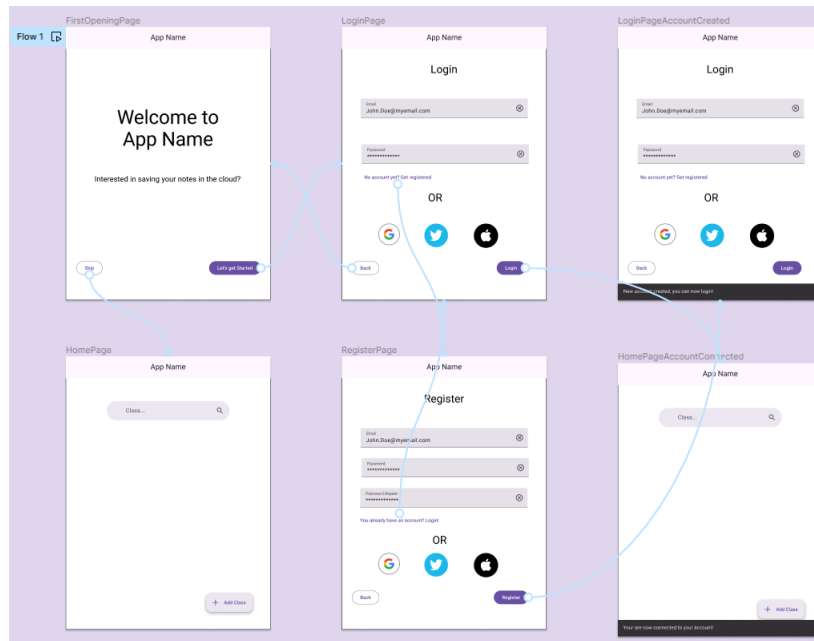 FirstOpeningPage
LoginPage
LoginPageAccountCreated
Flow 1
App Name
Welcome to
App Name
Interested in saving your notes in the cloud?
Skip
Let's get Started
App Name
Login
Email
John.Doe@myemail.com
Password
*************
No account yet? Get registered
OR
Back
Login
App Name
Login
Email
John.Doe@myemail.com
Password
*************
No account yet? Get registered
OR
Back
Login
New account created, you can now login!
HomePage
RegisterPage
HomePageAccountConnected
App Name
Class...
+ Add Class
App Name
Register
Email
John.Doe@myemail.com
Password
*************
Password Repeat
*************
You already have an account? Login
OR
Back
Register
App Name
Class...
+ Add Class
Your are now connected to your account!